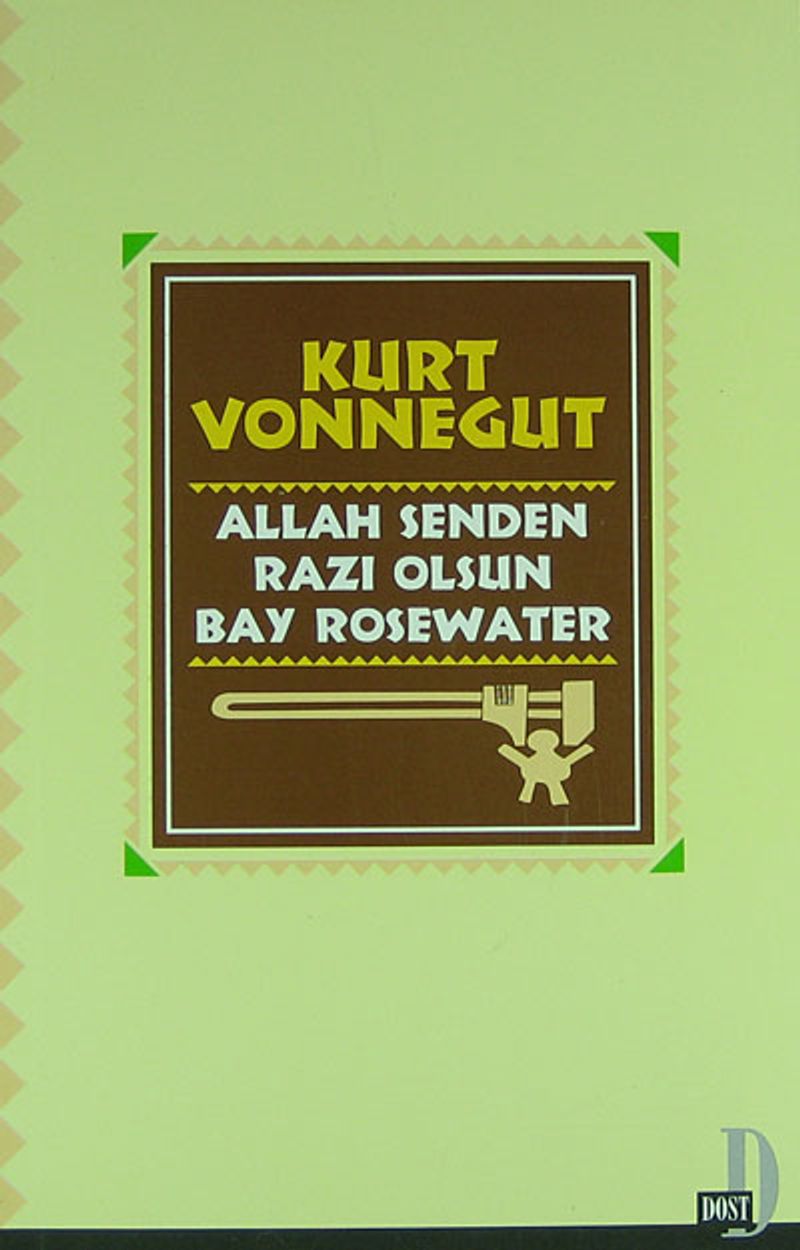 KURT
VONNEGUT
ALLAH SENDEN
RAZI OLSUN
BAY ROSEWATER
D
DOST